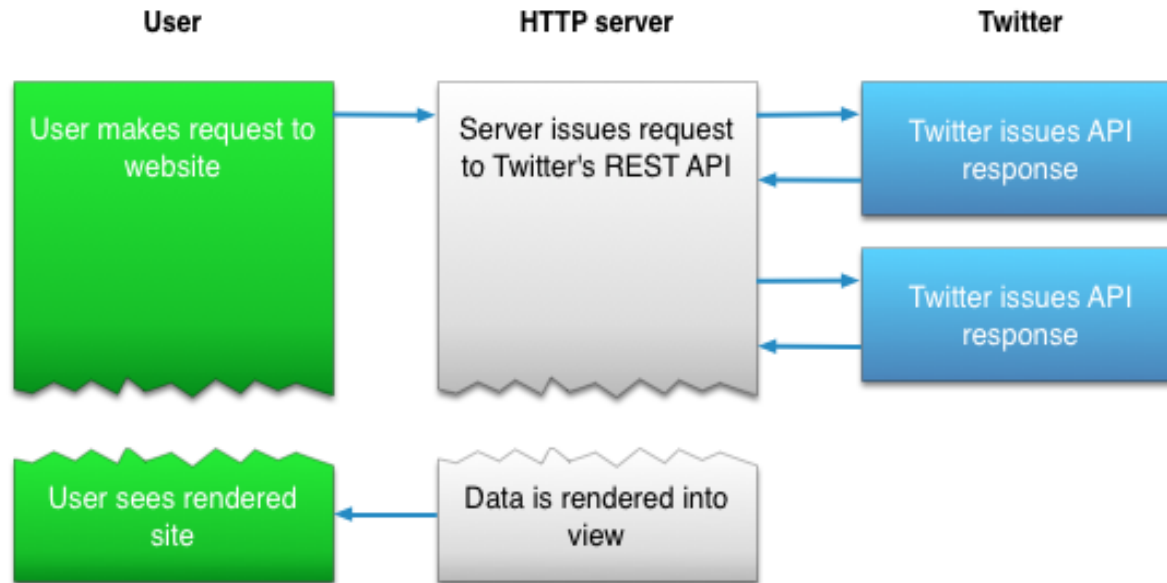 User
HTTP server
Twitter
User makes request to
website
Server issues request
to Twitter's REST API
Twitter issues API
response
Twitter issues API
response
User sees rendered
site
Data is rendered into
view